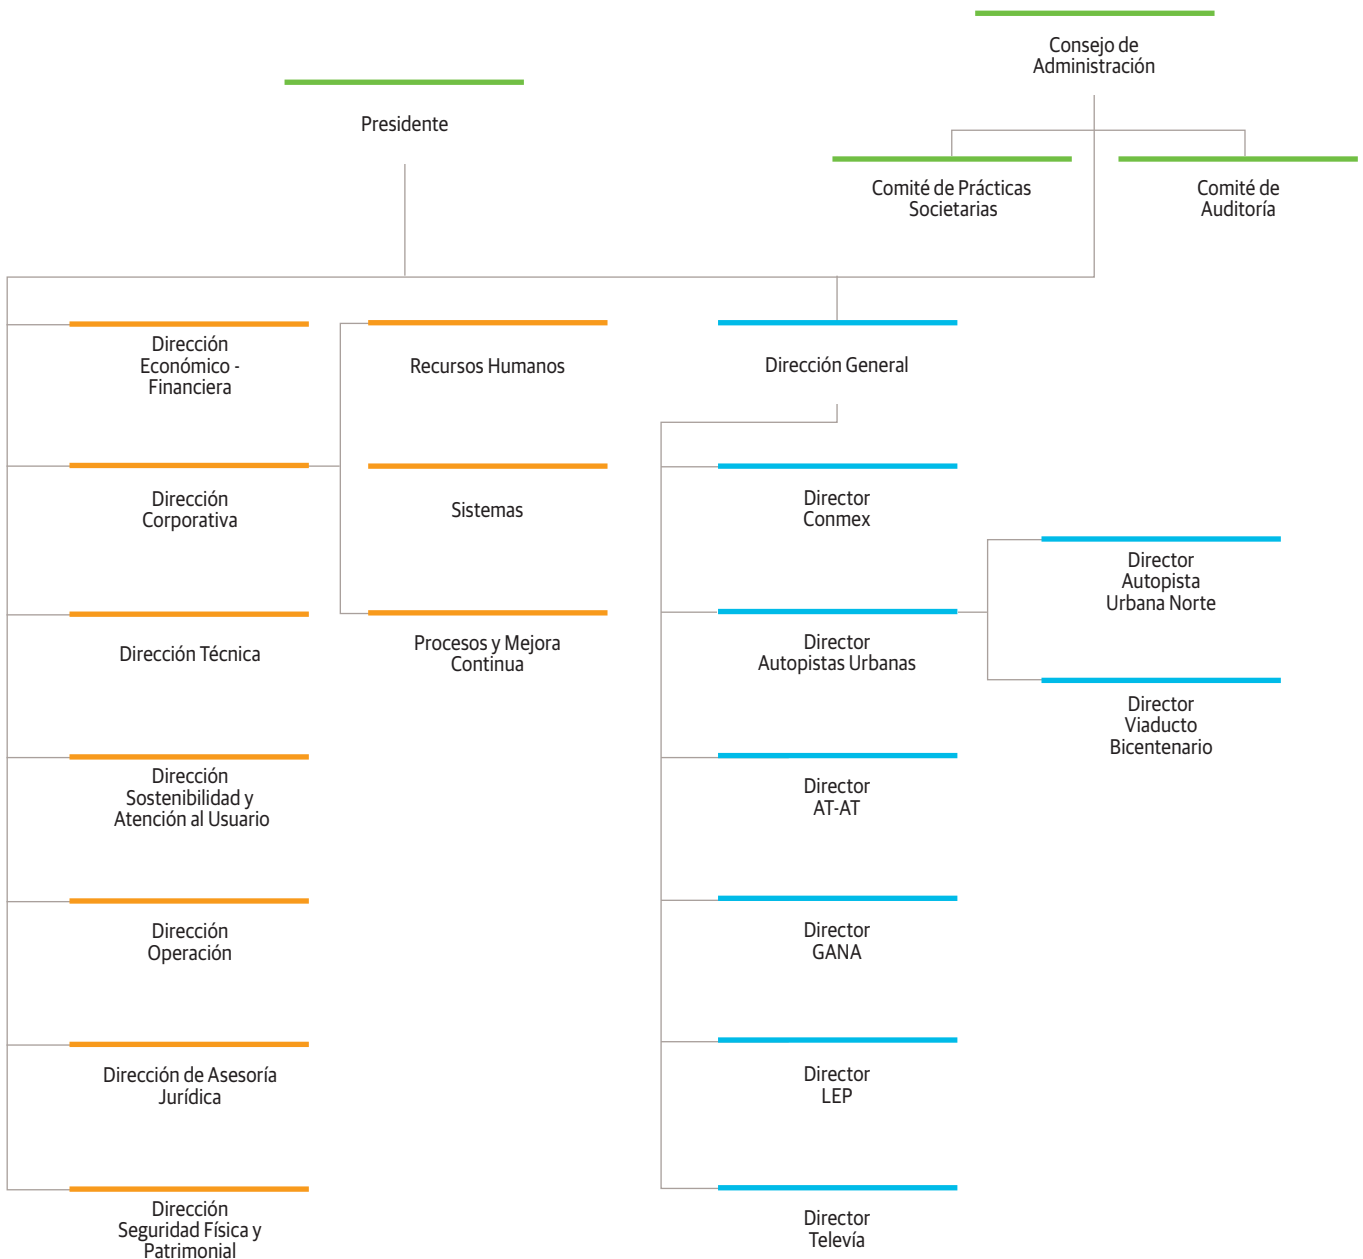 Consejo de
Administración
Presidente
Comité de Prácticas
Societarias
Comité de
Auditoría
Dirección
Económico -
Financiera
Recursos Humanos
Dirección General
Dirección
Corporativa
Sistemas
Director
Conmex
Director
Autopista
Urbana Norte
Dirección Técnica
Procesos y Mejora
Continua
Director
Autopistas Urbanas
Director
Viaducto
Bicentenario
Dirección
Sostenibilidad y
Atención al Usuario
Director
AT-AT
Dirección
Operación
Director
GANA
Dirección de Asesoría
Jurídica
Director
LEP
Dirección
Seguridad Física y
Patrimonial
Director
Televía